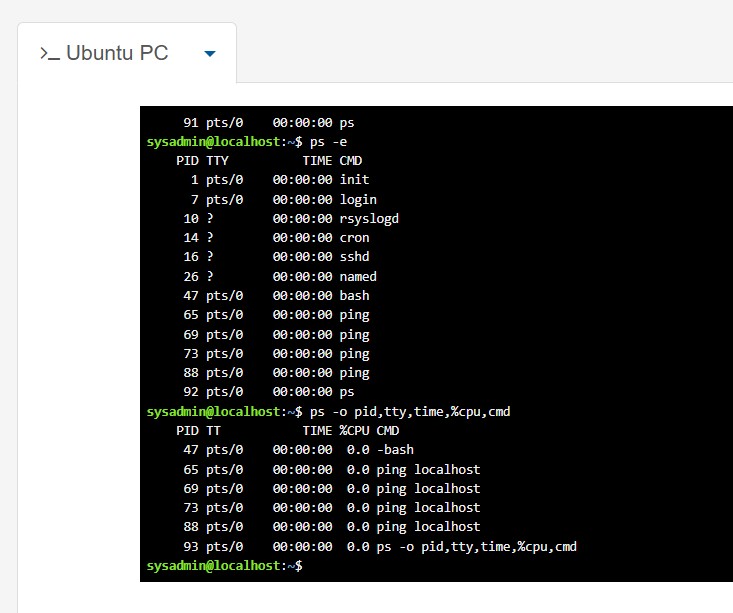 >_ Ubuntu PC
91 pts/0    00:00:00 ps
sysadmin@localhost:~$ ps -e
PID TTY          TIME CMD
1 pts/0    00:00:00 init
7 pts/0    00:00:00 login
10 ?        00:00:00 rsyslogd
14 ?        00:00:00 cron
16 ?        00:00:00 sshd
26 ?        00:00:00 named
47 pts/0    00:00:00 bash
65 pts/0    00:00:00 ping
69 pts/0    00:00:00 ping
73 pts/0    00:00:00 ping
88 pts/0    00:00:00 ping
92 pts/0    00:00:00 ps
sysadmin@localhost:~$ ps -o pid,tty,time,%cpu,cmd
PID TT           TIME %CPU CMD
47 pts/0    00:00:00  0.0 -bash
65 pts/0    00:00:00  0.0 ping localhost
69 pts/0    00:00:00  0.0 ping localhost
73 pts/0    00:00:00  0.0 ping localhost
88 pts/0    00:00:00  0.0 ping localhost
93 pts/0    00:00:00  0.0 ps -o pid,tty,time,%cpu,cmd
sysadmin@localhost:~$